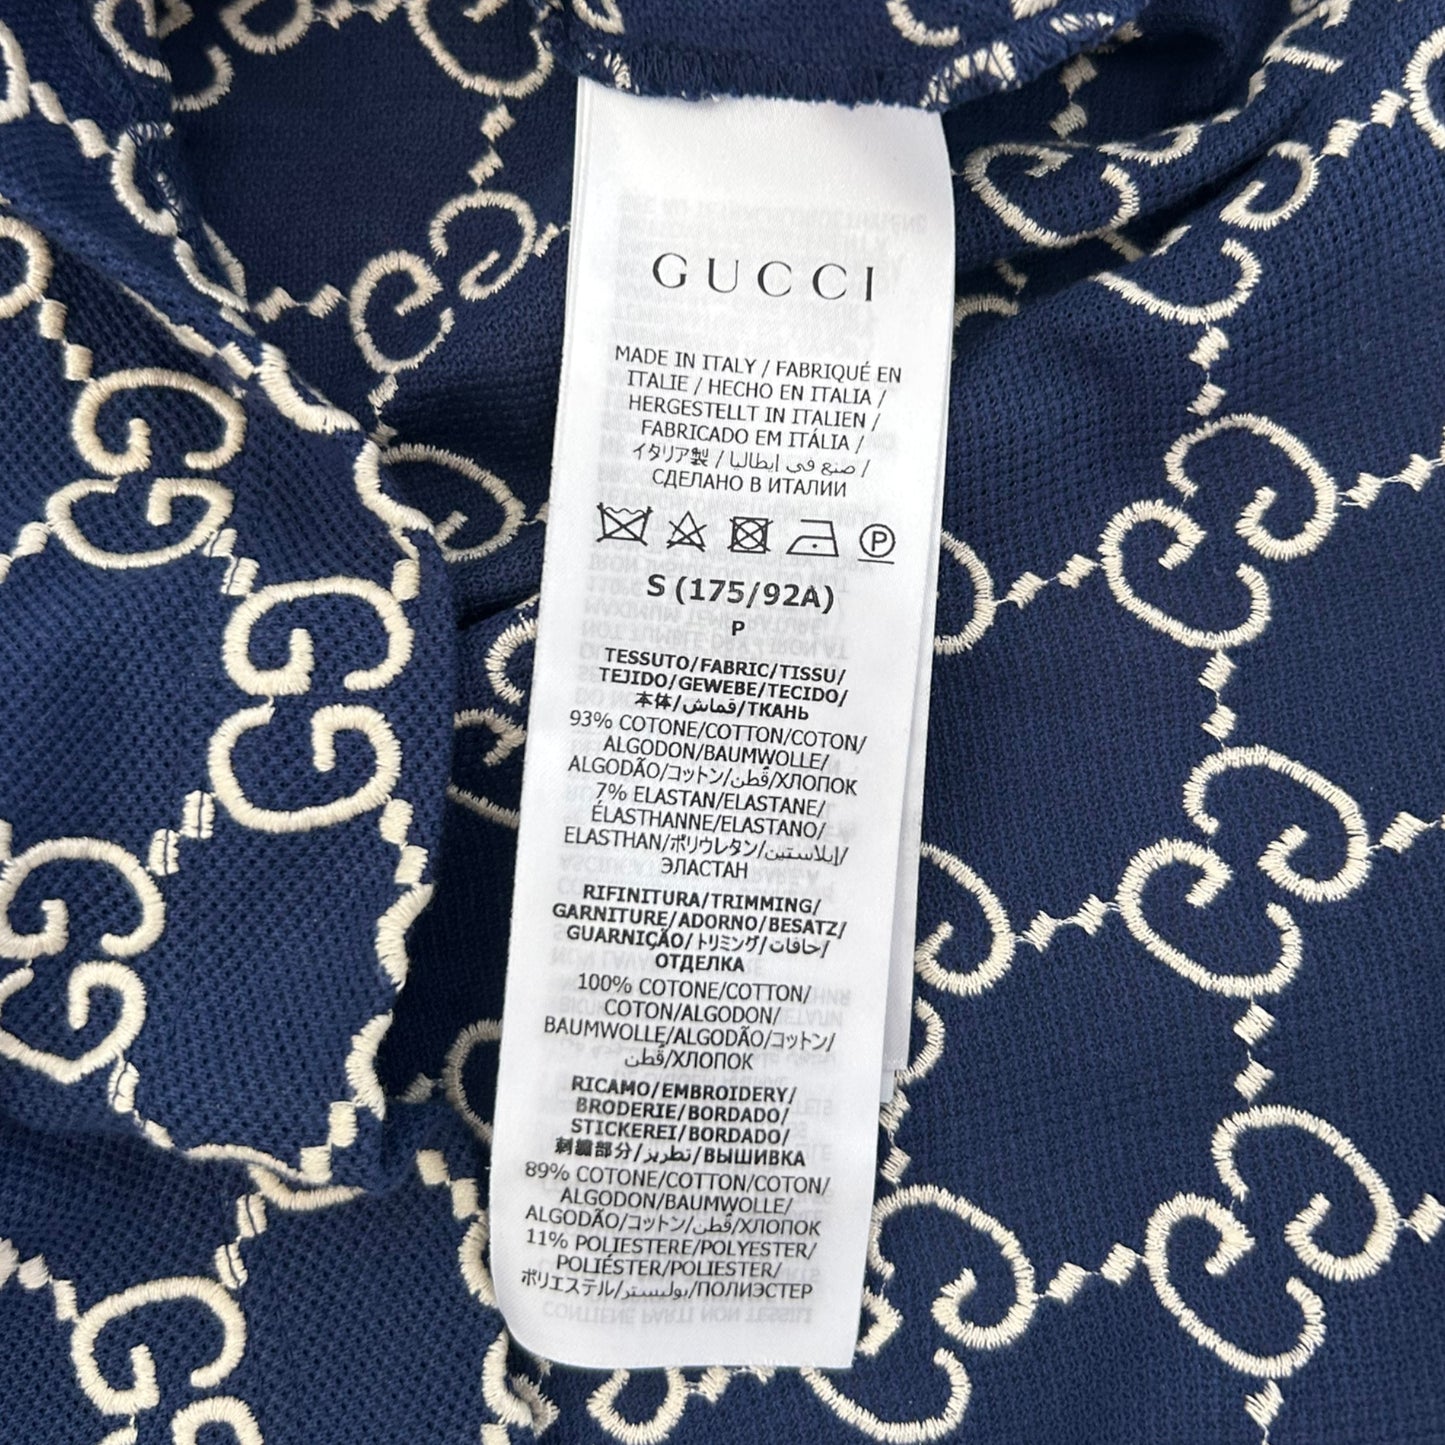 GUCCI
MADE IN ITALY / FABRIQUÉ EN
ITALIE / HECHO EN ITALIA /
HERGESTELLT IN ITALIEN /
FABRICADO EM ITÁLIA /
イタリア製 / صنع في إيطاليا /
СДЕЛАНО В ИТАЛИИ
P
S (175/92A)
P
TESSUTO/FABRIC/TISSU/
TEJIDO/GEWEBE/TECIDO/
本体/قماش/ТКАНЬ
93% COTONE/COTTON/COTON/
ALGODON/BAUMWOLLE/
ALGODÃO/コットン/قُطن/ХЛОПОК
7% ELASTAN/ELASTANE/
ÉLASTHANNE/ELASTANO/
ELASTHAN/ポリウレタン/إيلاستين/
ЭЛАСТАН
RIFINITURA/TRIMMING/
GARNITURE/ADORNO/BESATZ/
GUARNIÇÃO/トリミング/حافات/
ОТДЕЛКА
100% COTONE/COTTON/
COTON/ALGODON/
BAUMWOLLE/ALGODÃO/コットン/
قُطن/ХЛОПОК
RICAMO/EMBROIDERY/
BRODERIE/BORDADO/
STICKEREI/BORDADO/
刺繍部分/تطريز/ВЫШИВКА
89% COTONE/COTTON/COTON/
ALGODON/BAUMWOLLE/
ALGODÃO/コットン/قُطن/ХЛОПОК
11% POLIESTERE/POLYESTER/
POLIÉSTER/POLIESTER/
ポリエステル/بوليستر/ПОЛИЭСТЕР